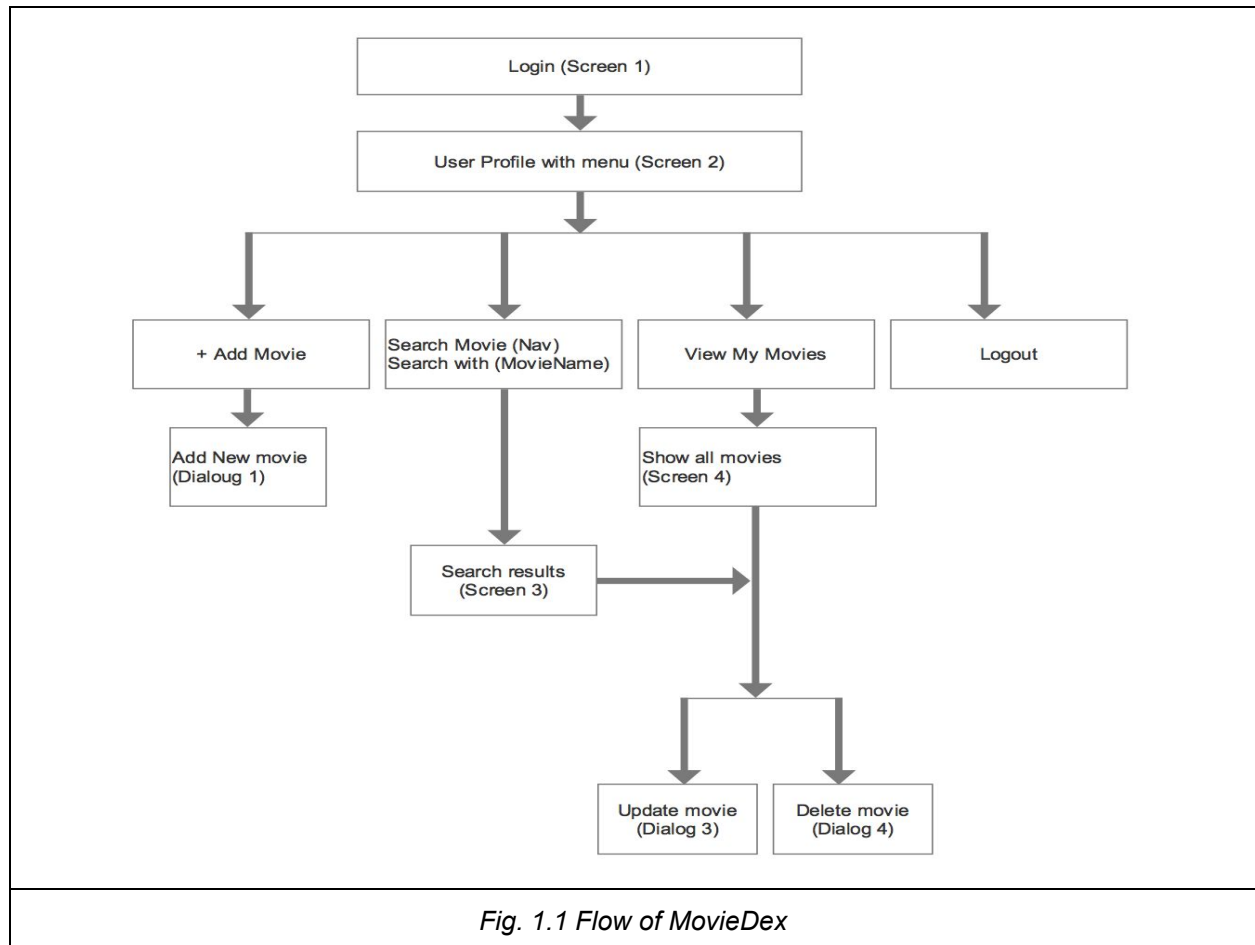 Login (Screen 1)
User Profile with menu (Screen 2)
+ Add Movie
Search Movie (Nav)
Search with (MovieName)
View My Movies
Logout
Add New movie
(Dialoug 1)
Show all movies
(Screen 4)
Search results
(Screen 3)
Update movie
(Dialog 3)
Delete movie
(Dialog 4)
Fig. 1.1 Flow of MovieDex